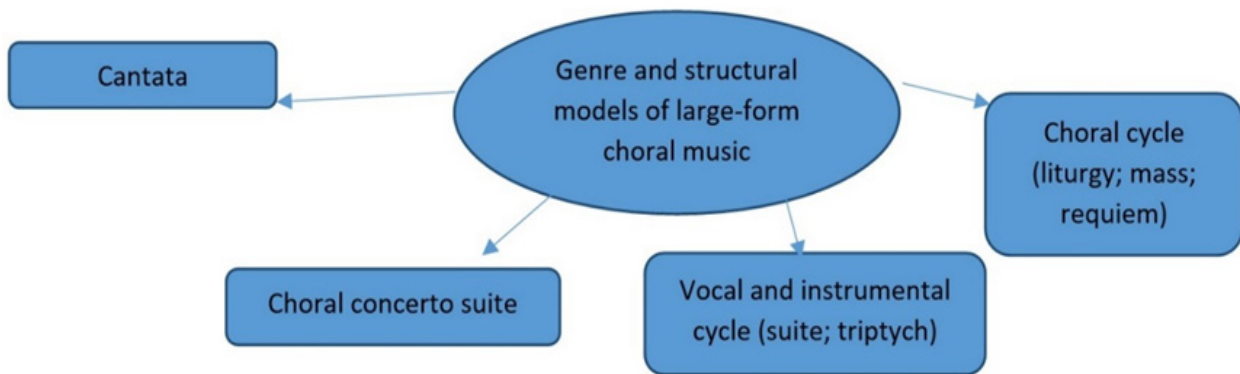 Cantata
Genre and structural
models of large-form
choral music
Choral cycle
(liturgy; mass;
requiem)
Choral concerto suite
Vocal and instrumental
cycle (suite; triptych)